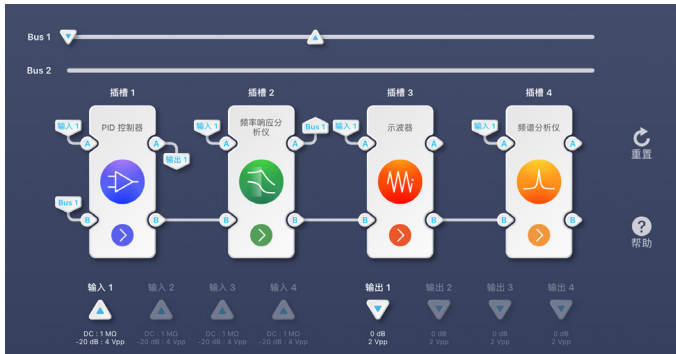 Bus 1
Bus 2
插槽 1
插槽 2
插槽 3
插槽 4
输入 1
PID 控制器
A
A
输出 1
Bus 1
B
B
输入 1
频率响应分
析仪
Bus 1
A
A
B
B
输入 1
示波器
A
A
B
B
输入 1
频谱分析仪
A
A
B
B
重置
?
帮助
输入 1
输入 2
输入 3
输入 4
输出 1
输出 2
输出 3
输出 4
DC : 1 MΩ
-20 dB : 4 Vpp
DC : 1 MΩ
-20 dB : 4 Vpp
DC : 1 MΩ
-20 dB : 4 Vpp
DC : 1 MΩ
-20 dB : 4 Vpp
0 dB
2 Vpp
0 dB
2 Vpp
0 dB
2 Vpp
0 dB
2 Vpp